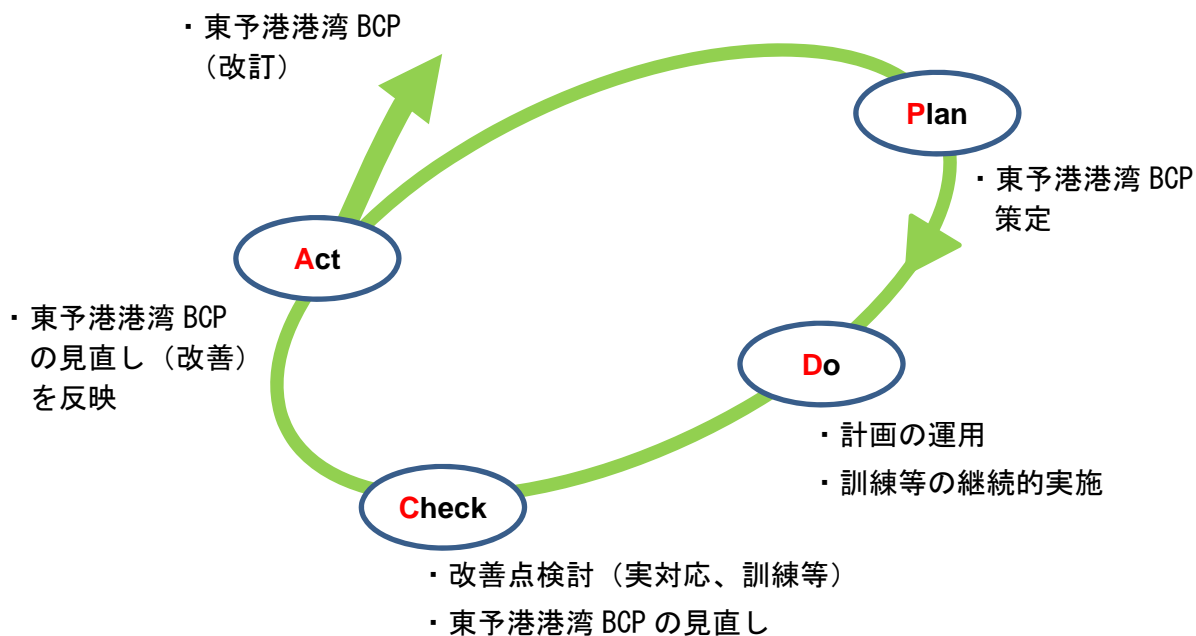 ・東予港港湾 BCP
（改訂）
Plan
・東予港港湾 BCP
策定
Act
・東予港港湾 BCP
の見直し（改善）
を反映
Do
・計画の運用
・訓練等の継続的実施
Check
・改善点検討（実対応、訓練等）
・東予港港湾 BCP の見直し